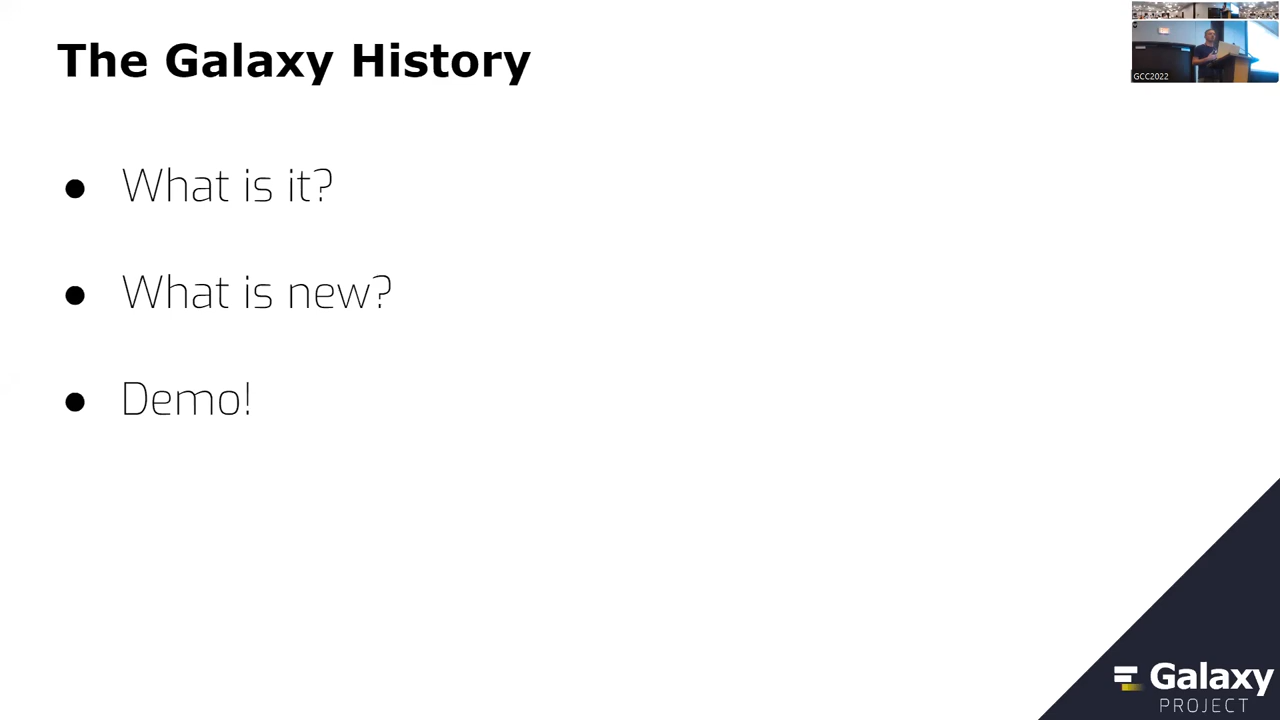 The Galaxy History
GCC2022
● What is it?
● What is new?
● Demo!
Galaxy
PROJECT